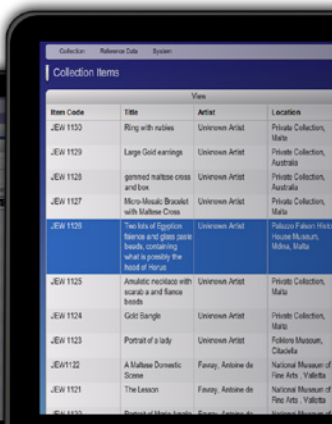 Collection Reference Data System
Collection Items
View
Item Code Title Artist Location
JEW 1130 Ring with rubies Unknown Artist Private Collection,
Malta
JEW 1129 Large Gold earrings Unknown Artist Private Collection,
Australia
JEW 1128 gemmed maltese cross Unknown Artist Private Collection,
and box Australia
JEW 1127 Micro-Mosaic Bracelet Unknown Artist Private Collection,
with Maltese Cross Malta
JEW 1126 Two lots of Egyption Unknown Artist Palazzo Falson Histo
faience and glass paste House Museum,
beads, containing Mdina, Malta
what is possibly the
head of Horus
JEW 1125 Amuletic necklace with Unknown Artist Private Collection,
scarab a and fiance Malta
beads
JEW 1124 Gold Bangle Unknown Artist Private Collection,
Malta
JEW 1123 Portrait of a lady Unknown Artist Folklore Museum,
Citadella
JEW1122 A Maltese Domestic Favray, Antoine de National Museum of
Scene Fine Arts , Valletta
JEW 1121 The Lesson Favray, Antoine de National Museum of
Fine Arts , Valletta